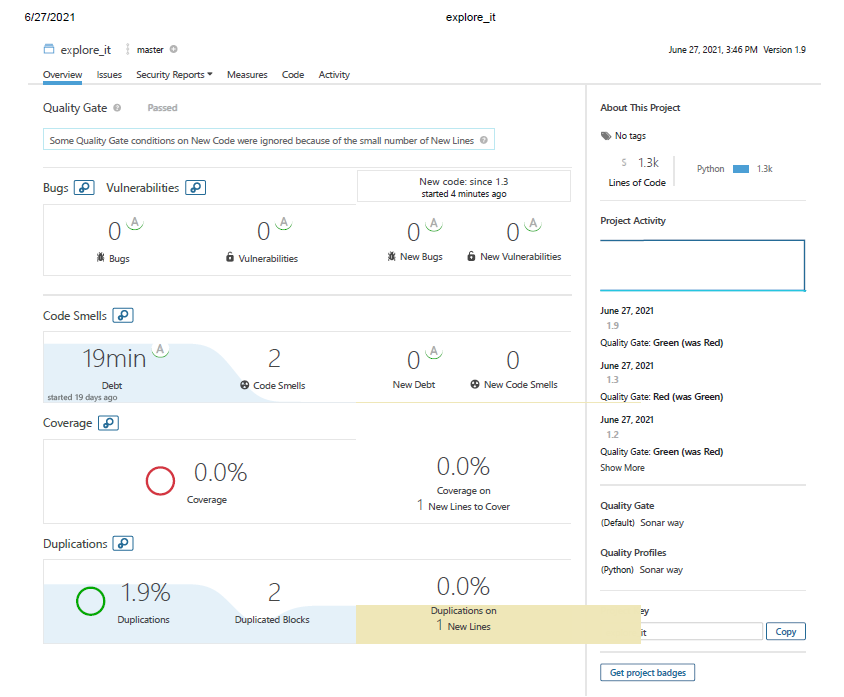 6/27/2021 explore_it
explore_it master June 27, 2021, 3:46 PM Version 1.9
Overview Issues Security Reports Measures Code Activity
Quality Gate Passed
Some Quality Gate conditions on New Code were ignored because of the small number of New Lines
Bugs Vulnerabilities
New code: since 1.3
started 4 minutes ago
0 A
Bugs
0 A
Vulnerabilities
0 A
New Bugs
0 A
New Vulnerabilities
Code Smells
19min A
Debt
started 19 days ago
2
Code Smells
0 A
New Debt
0
New Code Smells
Coverage
0.0%
Coverage
0.0%
Coverage on
1 New Lines to Cover
Duplications
1.9%
Duplications
2
Duplicated Blocks
0.0%
Duplications on
1 New Lines
About This Project
No tags
S 1.3k
Lines of Code
Python 1.3k
Project Activity
June 27, 2021
1.9
Quality Gate: Green (was Red)
June 27, 2021
1.3
Quality Gate: Red (was Green)
June 27, 2021
1.2
Quality Gate: Green (was Red)
Show More
Quality Gate
(Default) Sonar way
Quality Profiles
(Python) Sonar way
ey
it Copy
Get project badges